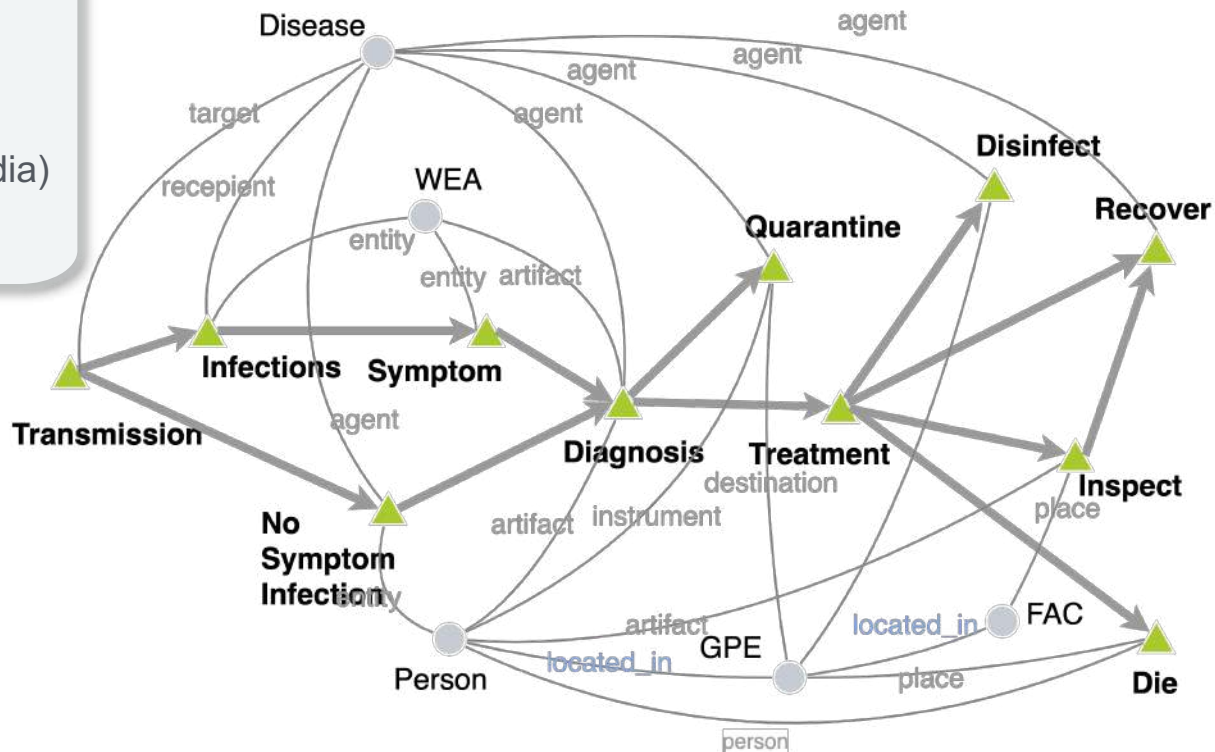 agent
Disease
agent
agent
target
agent
dia)
Disinfect
WEA
recepient
Recover
Quarantine
entity
entity
artifact
Infections
Symptom
agent
Transmission
Diagnosis
Treatment
destination
Inspect
place
No
Symptom
Infection
artifact
instrument
entity
artifact
located_in
FAC
GPE
located_in
Person
place
Die
person